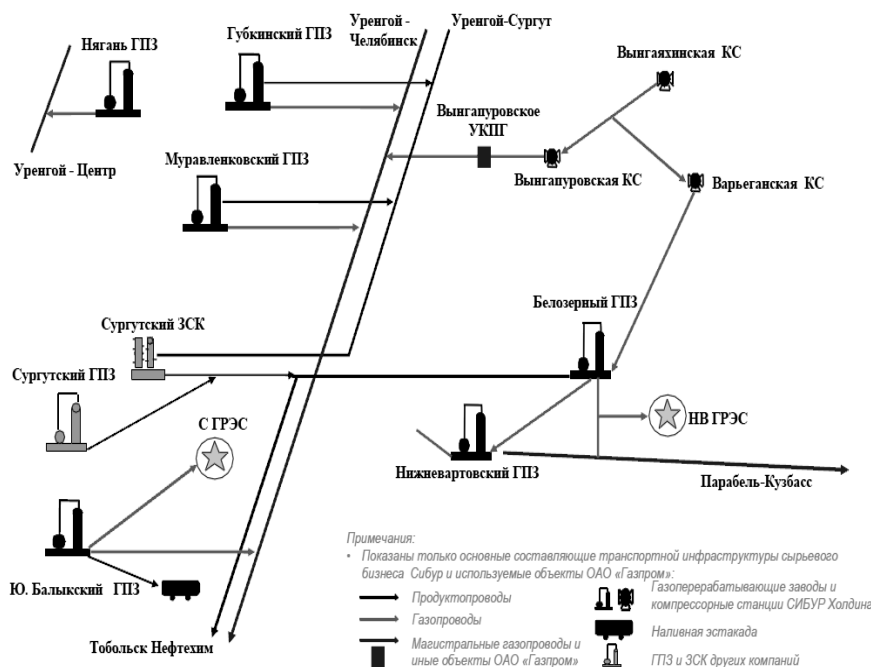 Уренгой -
Челябинск
Уренгой-Сургут
Нягань ГПЗ
Губкинский ГПЗ
Вынгаяхинская КС
Вынгапуровское
УКПГ
Уренгой - Центр
Муравленковский ГПЗ
Вынгапуровская КС
Варьеганская КС
Белозерный ГПЗ
Сургутский ЗСК
Сургутский ГПЗ
С ГРЭС
НВ ГРЭС
Нижневартовский ГПЗ
Парабель-Кузбасс
Ю. Балыкский ГПЗ
Тобольск Нефтехим
Примечания:
• Показаны только основные составляющие транспортной инфраструктуры сырьевого
бизнеса Сибур и используемые объекты ОАО «Газпром»:
Продуктопроводы
Газопроводы
Магистральные газопроводы и
иные объекты ОАО «Газпром»
Газоперерабатывающие заводы и
компрессорные станции СИБУР Холдинга
Наливная эстакада
ГПЗ и ЗСК других компаний